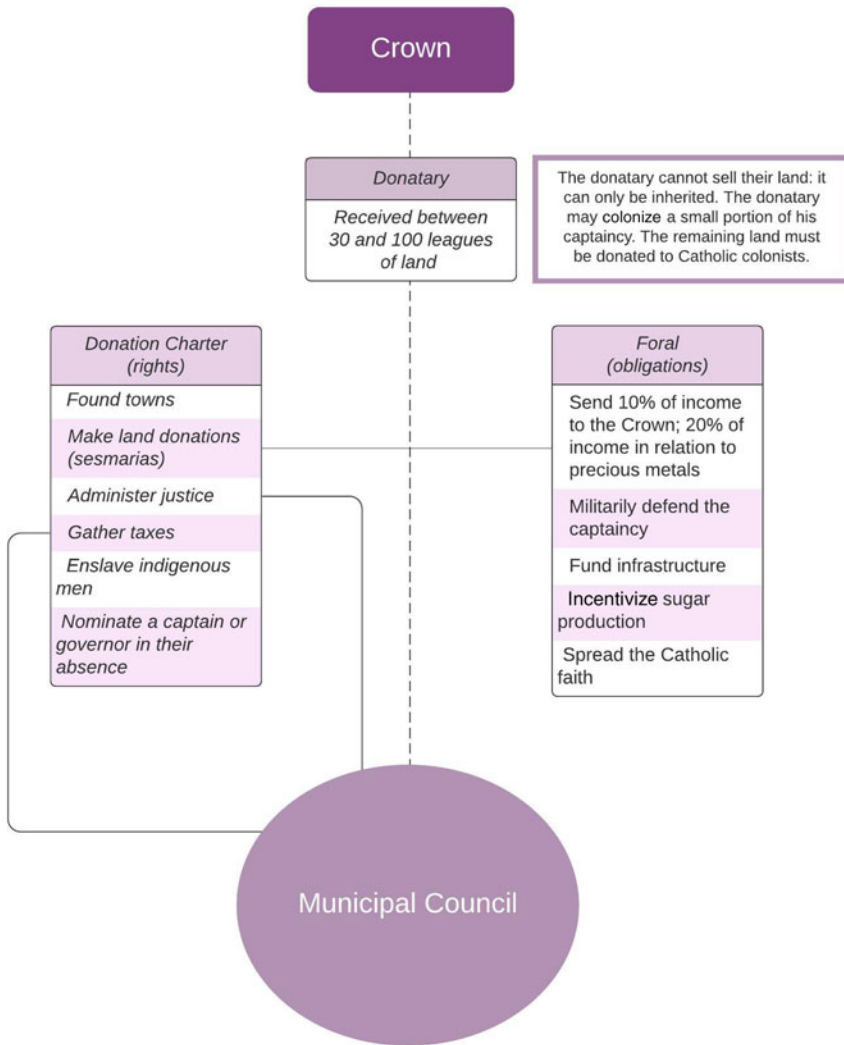 Crown
Donatary
Received between
30 and 100 leagues
of land
The donatary cannot sell their land: it
can only be inherited. The donatary
may colonize a small portion of his
captaincy. The remaining land must
be donated to Catholic colonists.
Donation Charter
(rights)
Found towns
Make land donations
(sesmarias)
Administer justice
Gather taxes
Enslave indigenous
men
Nominate a captain or
governor in their
absence
Foral
(obligations)
Send 10% of income
to the Crown; 20% of
income in relation to
precious metals
Militarily defend the
captaincy
Fund infrastructure
Incentivize sugar
production
Spread the Catholic
faith
Municipal Council